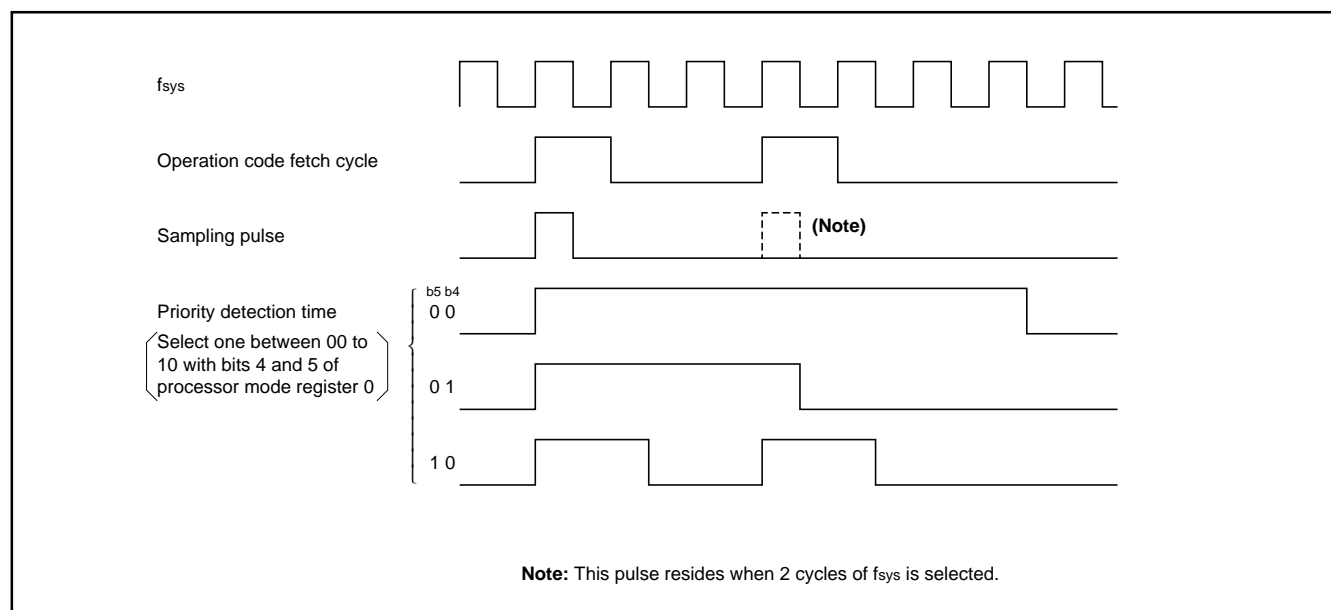 fsys
Operation code fetch cycle
Sampling pulse
(Note)
Priority detection time
Select one between 00 to
10 with bits 4 and 5 of
processor mode register 0
b5 b4
0 0
0 1
1 0
Note: This pulse resides when 2 cycles of fsys is selected.